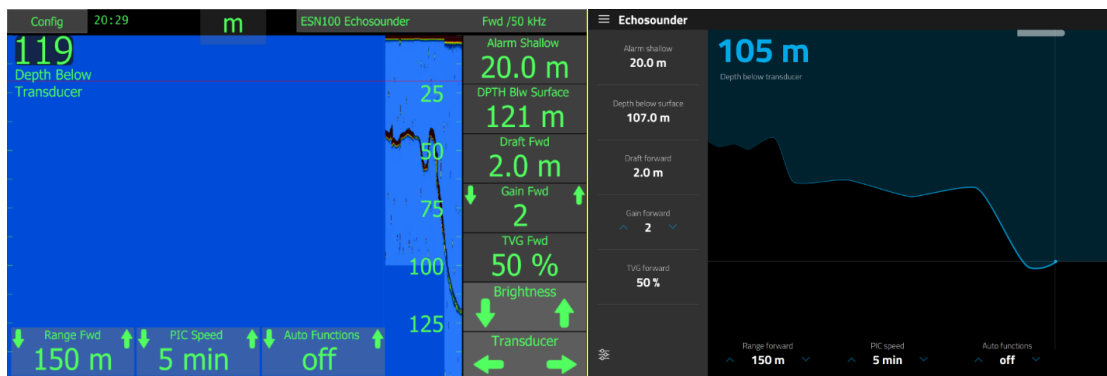 Config
20:29
m
ESN100 Echosounder
Fwd /50 kHz
119
Depth Below
Transducer
25
50
75
100
125
Alarm Shallow
20.0 m
DPTH Blw Surface
121 m
Draft Fwd
2.0 m
Gain Fwd
2
TVG Fwd
50 %
Brightness
Transducer
Range Fwd
150 m
PIC Speed
5 min
Auto Functions
off
Echosounder
Alarm shallow
20.0 m
Depth below surface
107.0 m
Draft forward
2.0 m
Gain forward
2
TVG forward
50 %
105 m
Depth below transducer
Range forward
150 m
PIC speed
5 min
Auto functions
off